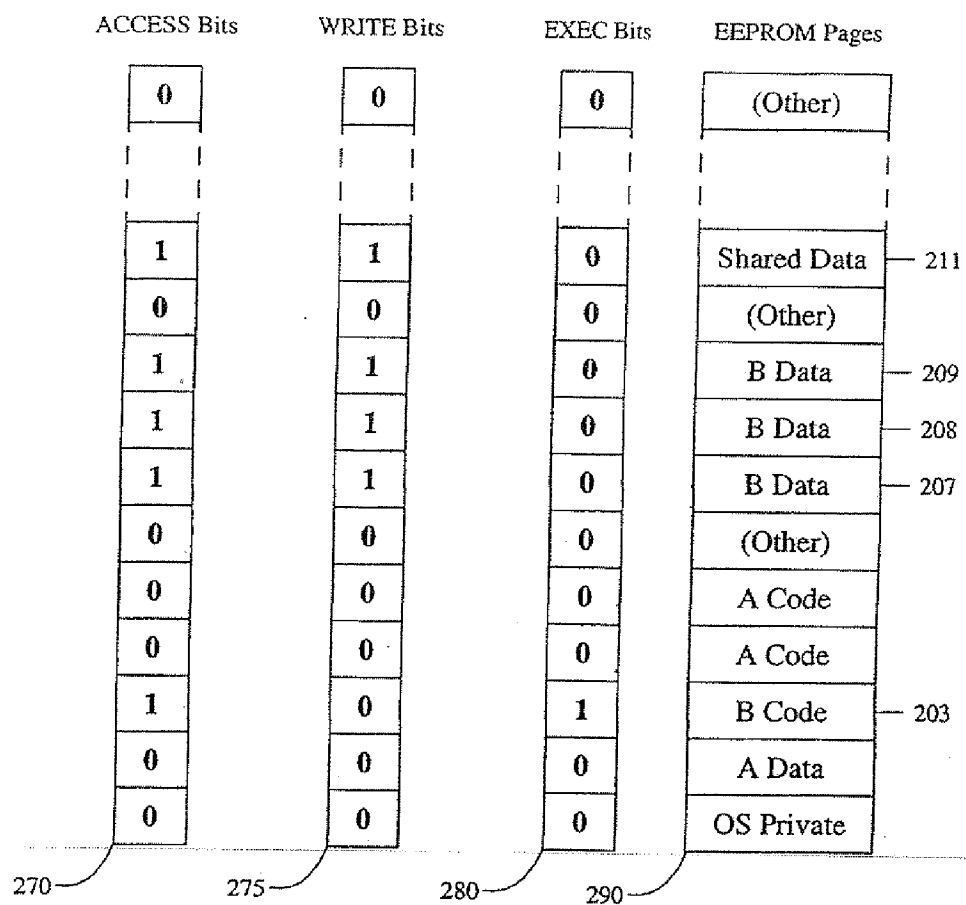 ACCESS Bits WRITE Bits EXEC Bits EEPROM Pages
0 0 0 (Other)
1 1 0 Shared Data 211
0 0 0 (Other)
1 1 0 B Data 209
1 1 0 B Data 208
1 1 0 B Data 207
0 0 0 (Other)
0 0 0 A Code
0 0 0 A Code
1 0 1 B Code 203
0 0 0 A Data
0 0 0 OS Private
270 275 280 290